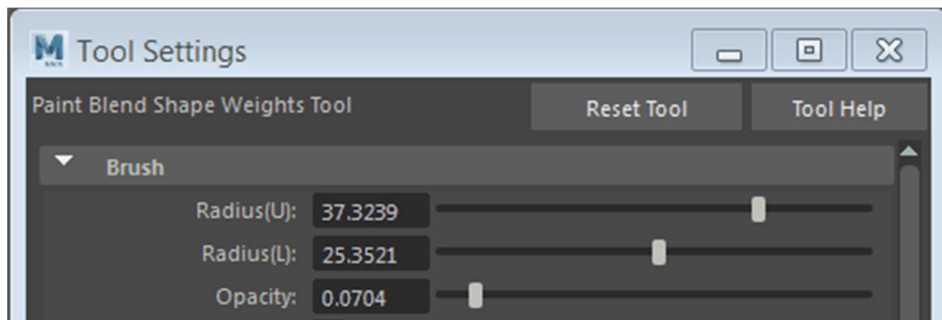 Tool Settings
Paint Blend Shape Weights Tool Reset Tool Tool Help
Brush
Radius(U): 37.3239
Radius(L): 25.3521
Opacity: 0.0704